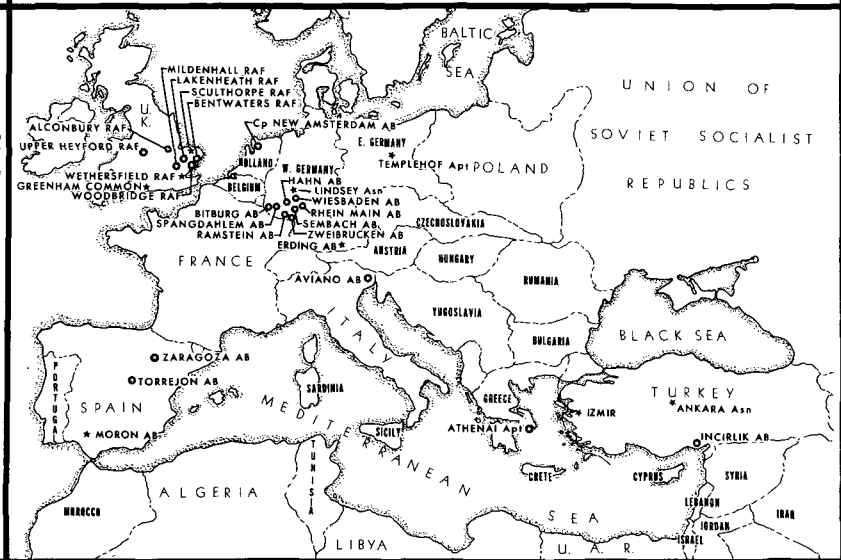 BALTIC
SEA
UNION OF
SOVIET SOCIALIST
REPUBLICS
MILDENHALL RAF
LAKENHEATH RAF
SCULTHORPE RAF
BENTWATERS RAF
U.
K.
ALCONBURY RAF
UPPER HEYFORD RAF
WETHERSFIELD RAF
GREENHAM COMMON
WOODBRIDGE RAF
Cp NEW AMSTERDAM AB
HOLLAND
BELGIUM
W. GERMANY
E. GERMANY
TEMPLEHOF Apt
POLAND
HAHN AB
LINDSEY Asn
WIESBADEN AB
RHEIN MAIN AB
BITBURG AB
SPANGDAHLEM AB
SEMBACH AB
RAMSTEIN AB
ZWEIBRUCKEN AB
ERDING AB
CZECHOSLOVAKIA
FRANCE
AUSTRIA
HUNGARY
RUMANIA
AVIANO AB
ITALY
YUGOSLAVIA
BULGARIA
BLACK SEA
ZARAGOZA AB
TORREJON AB
PORTUGAL
SPAIN
MORON AB
SARDINIA
MEDITERRANEAN
SEA
SICILY
GREECE
ATHENAI Apt
IZMIR
TURKEY
ANKARA Asn
INCIRLIK AB
CRETE
CYPRUS
SYRIA
LEBANON
IRAQ
JORDAN
ISRAEL
MOROCCO
ALGERIA
TUNISIA
LIBYA
U. A. R.